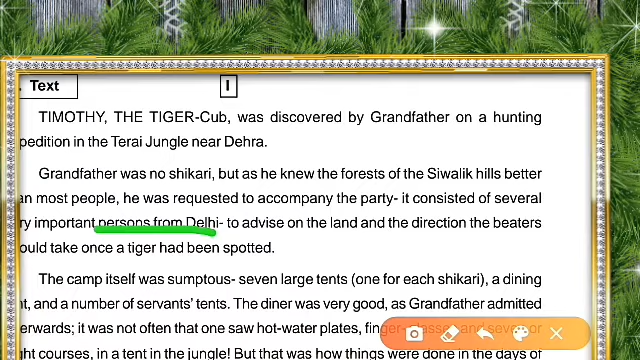 . Text
I
TIMOTHY, THE TIGER-Cub, was discovered by Grandfather on a hunting
pedition in the Terai Jungle near Dehra.
Grandfather was no shikari, but as he knew the forests of the Siwalik hills better
an most people, he was requested to accompany the party- it consisted of several
ry important persons from Delhi- to advise on the land and the direction the beaters
ould take once a tiger had been spotted.
The camp itself was sumptous- seven large tents (one for each shikari), a dining
nt, and a number of servants' tents. The diner was very good, as Grandfather admitted
erwards; it was not often that one saw hot-water plates, finger-glasses and seven or
ght courses, in a tent in the jungle! But that was how things were done in the days of